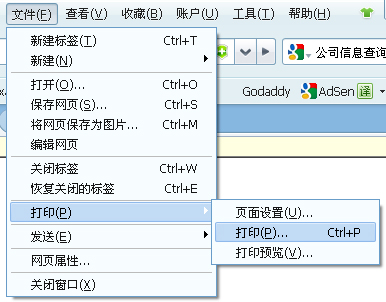 文件(F) 查看(V) 收藏(B) 账户(U) 工具(T) 帮助(H)
新建标签(T) Ctrl+T
新建(N)
公司信息查询
打开(O)... Ctrl+O
保存网页(S)... Ctrl+S
Godaddy AdSen 译
将网页保存为图片... Ctrl+M
编辑网页
关闭标签 Ctrl+W
恢复关闭的标签 Ctrl+E
打印(P)
页面设置(U)...
发送(E)
打印(P)... Ctrl+P
网页属性...
打印预览(V)...
关闭窗口(X)